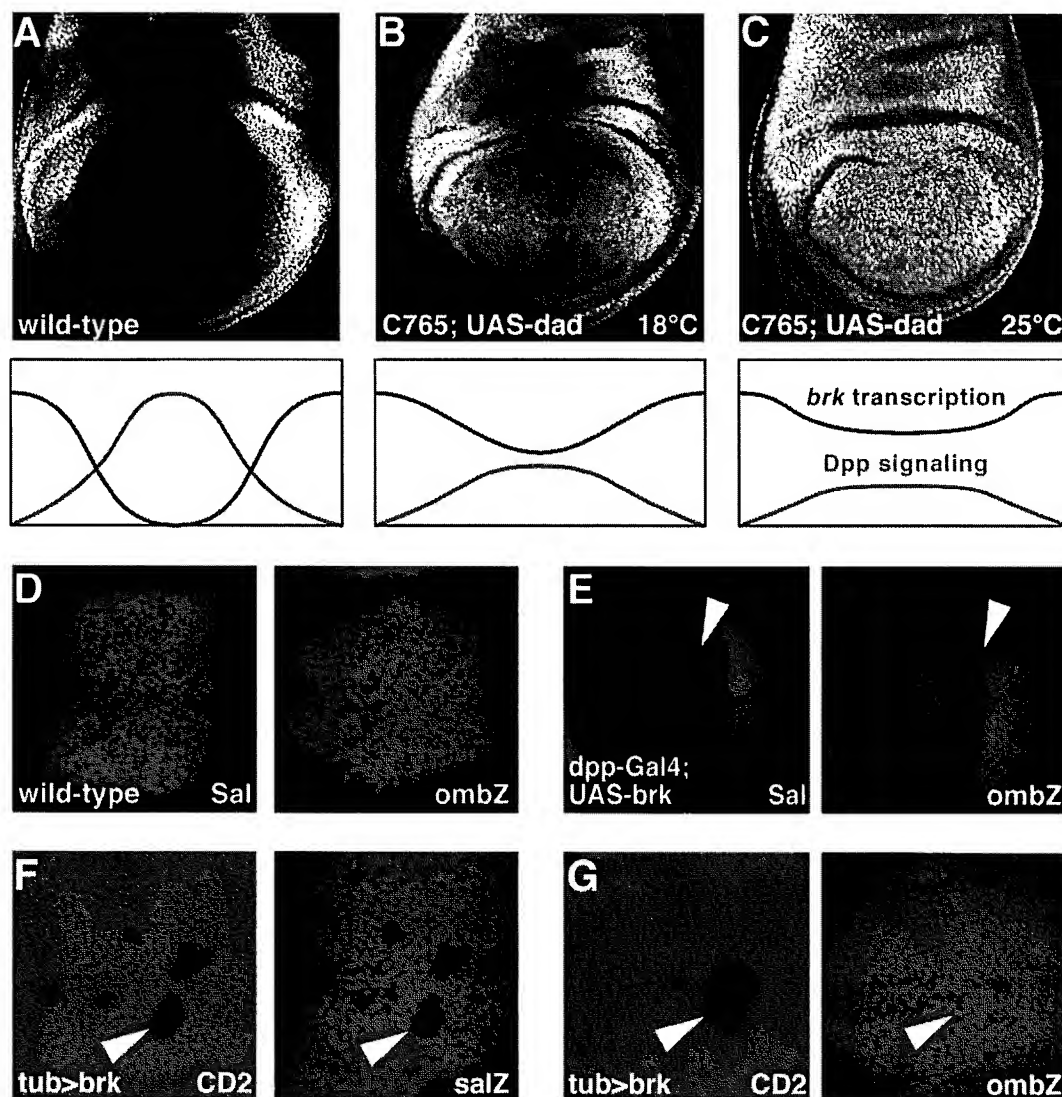 A
wild-type
B
C765; UAS-dad 18°C
C
C765; UAS-dad 25°C
brk transcription
Dpp signaling
D
wild-type Sal
ombZ
E
dpp-Gal4;
UAS-brk Sal
ombZ
F
tub>brk CD2
salZ
G
tub>brk CD2
ombZ